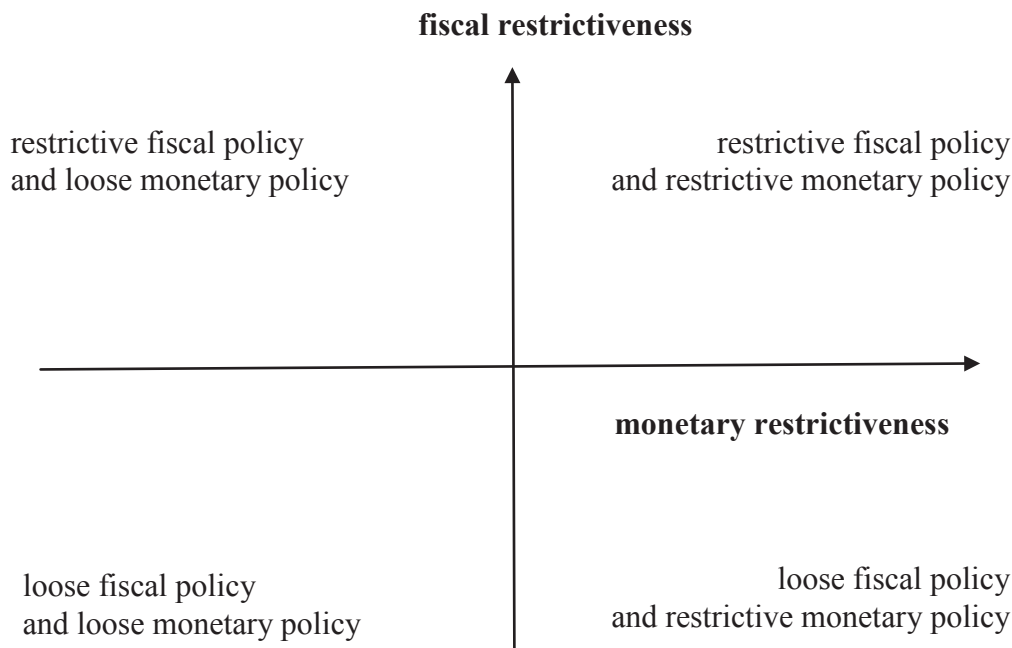 fiscal restrictiveness
restrictive fiscal policy
and loose monetary policy
restrictive fiscal policy
and restrictive monetary policy
monetary restrictiveness
loose fiscal policy
and loose monetary policy
loose fiscal policy
and restrictive monetary policy